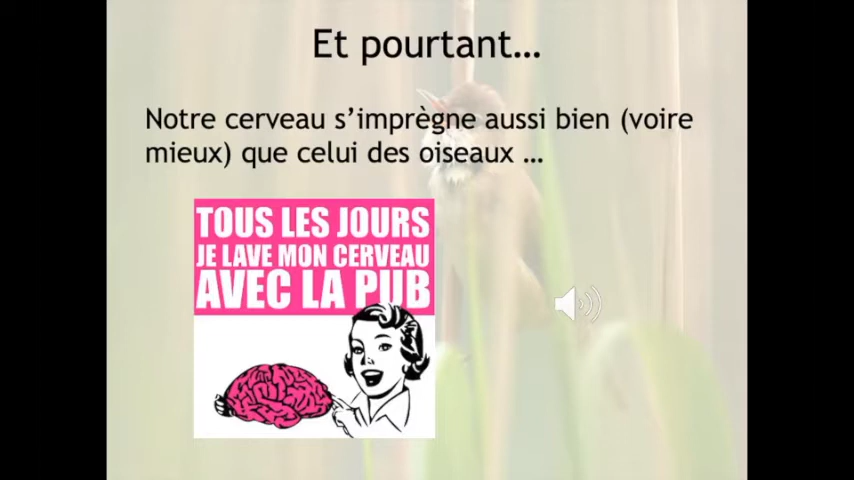 Et pourtant…
Notre cerveau s’imprègne aussi bien (voire
mieux) que celui des oiseaux …
TOUS LES JOURS
JE LAVE MON CERVEAU
AVEC LA PUB